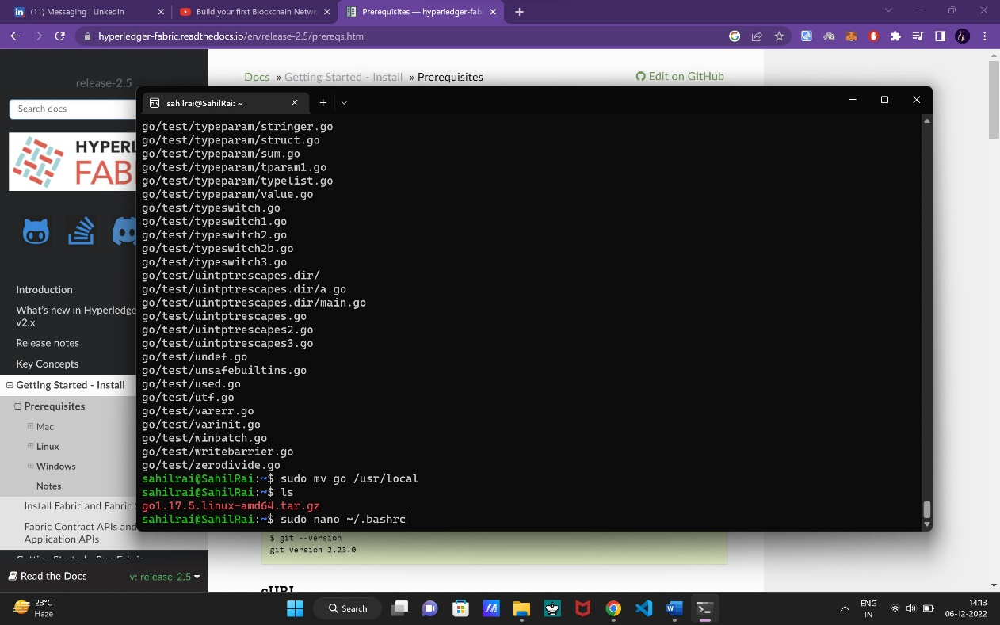 (11) Messaging | LinkedIn
Build your first Blockchain Netwo
Prerequisites — hyperledger-fab
hyperledger-fabric.readthedocs.io/en/release-2.5/prereqs.html
release-2.5
Search docs
HYPERL
FAB
Introduction
What's new in Hyperledge
v2.x
Release notes
Key Concepts
Getting Started - Install
Prerequisites
Mac
Linux
Windows
Notes
Install Fabric and Fabric
Fabric Contract APIs and
Application APIs
Getting Started - Run Fabric
Read the Docs
v: release-2.5
Docs » Getting Started - Install » Prerequisites
Edit on GitHub
sahilrai@SahilRai: ~
go/test/typeparam/stringer.go
go/test/typeparam/struct.go
go/test/typeparam/sum.go
go/test/typeparam/tparam1.go
go/test/typeparam/typelist.go
go/test/typeparam/value.go
go/test/typeswitch.go
go/test/typeswitch1.go
go/test/typeswitch2.go
go/test/typeswitch2b.go
go/test/typeswitch3.go
go/test/uintptrescapes.dir/
go/test/uintptrescapes.dir/a.go
go/test/uintptrescapes.dir/main.go
go/test/uintptrescapes.go
go/test/uintptrescapes2.go
go/test/uintptrescapes3.go
go/test/undef.go
go/test/unsafebuiltins.go
go/test/used.go
go/test/utf.go
go/test/varerr.go
go/test/varinit.go
go/test/winbatch.go
go/test/writebarrier.go
go/test/zerodivide.go
sahilrai@SahilRai:~$ sudo mv go /usr/local
sahilrai@SahilRai:~$ ls
go1.17.5.linux-amd64.tar.gz
sahilrai@SahilRai:~$ sudo nano ~/.bashrc
$ git --version
git version 2.23.0
cURL
23°C
Haze
Search
ENG
IN
14:13
06-12-2022